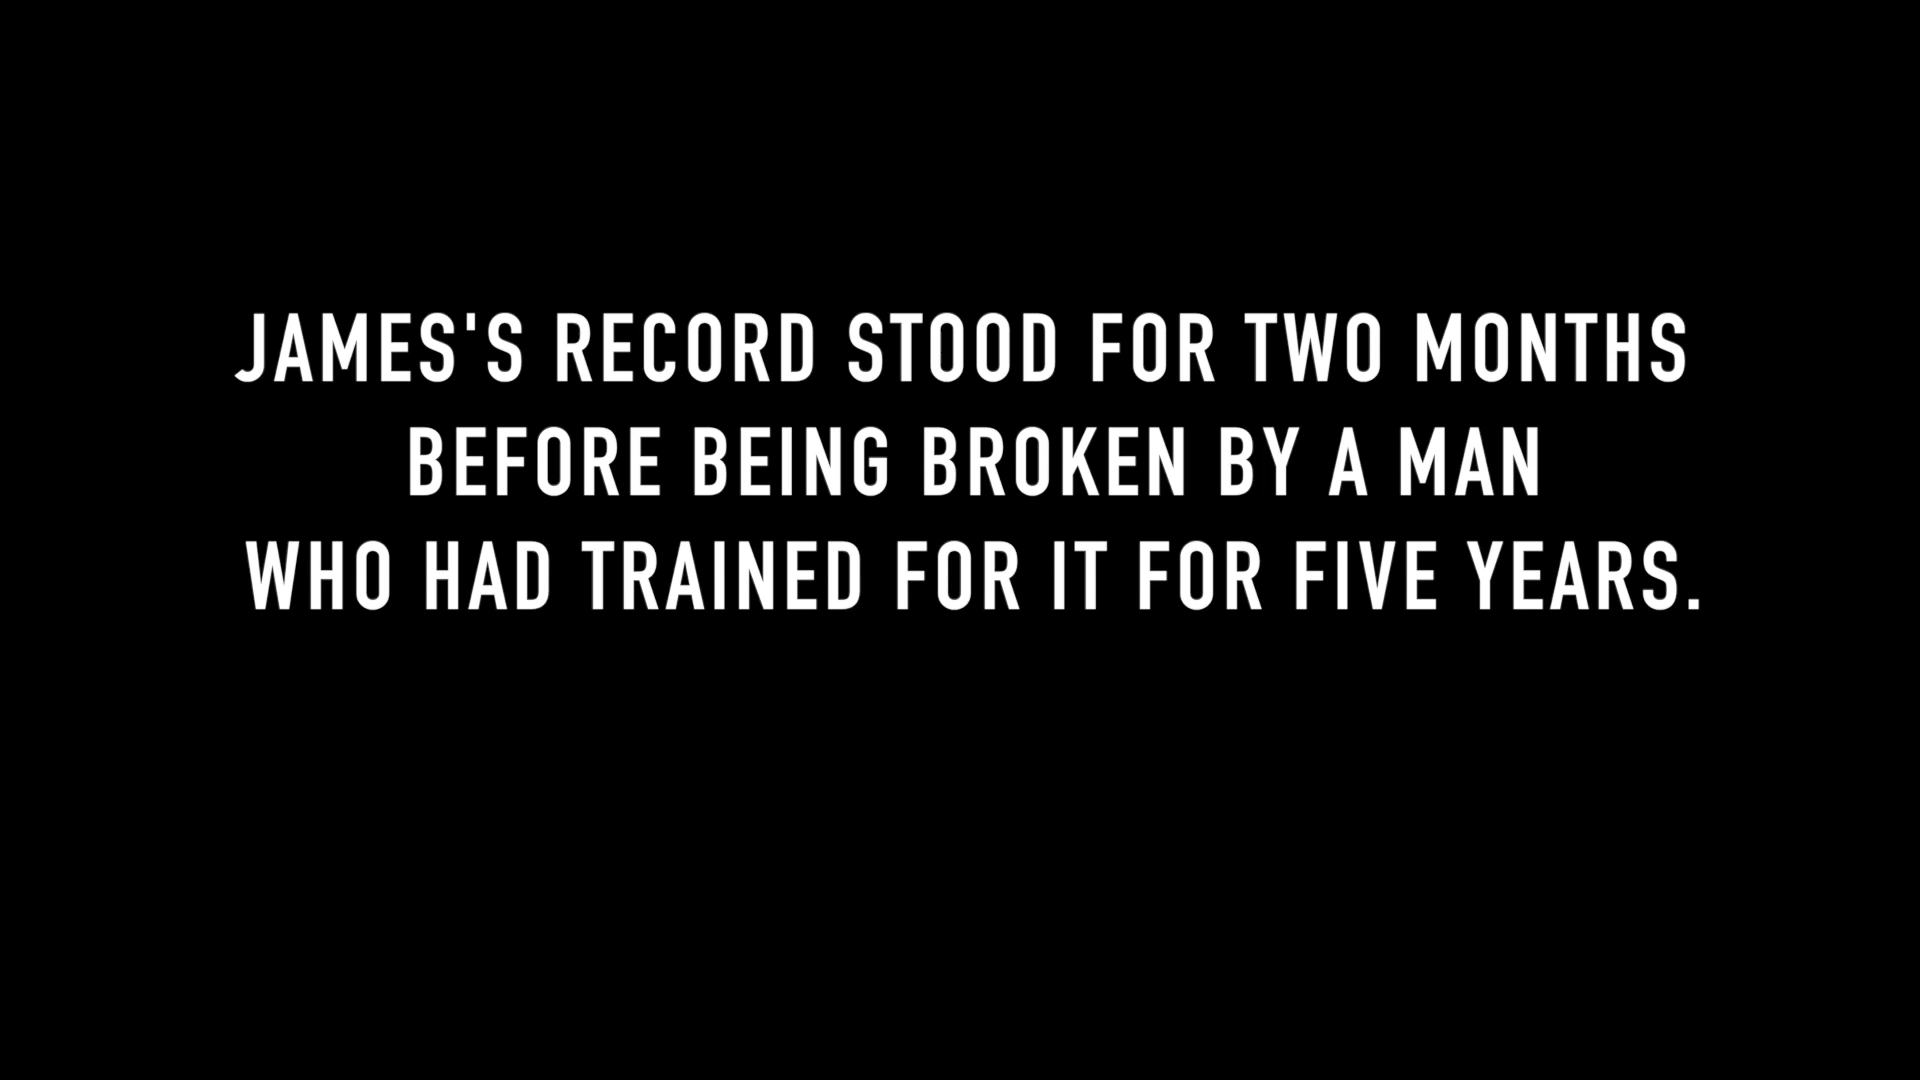 JAMES'S RECORD STOOD FOR TWO MONTHS
BEFORE BEING BROKEN BY A MAN
WHO HAD TRAINED FOR IT FOR FIVE YEARS.